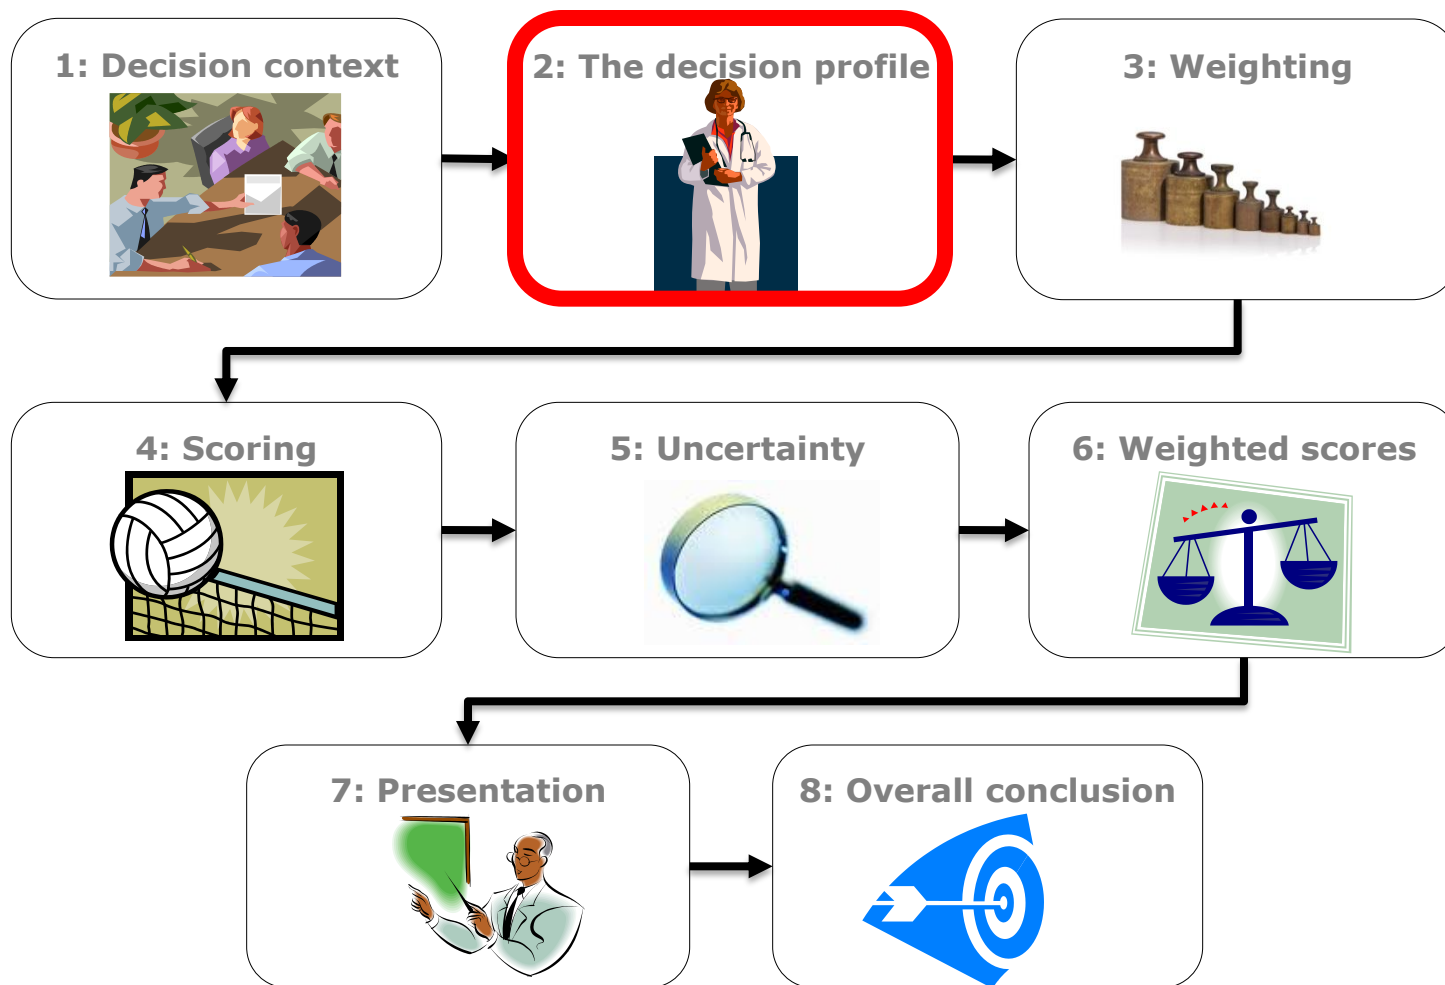 1: Decision context
2: The decision profile
3: Weighting
4: Scoring
5: Uncertainty
6: Weighted scores
7: Presentation
8: Overall conclusion